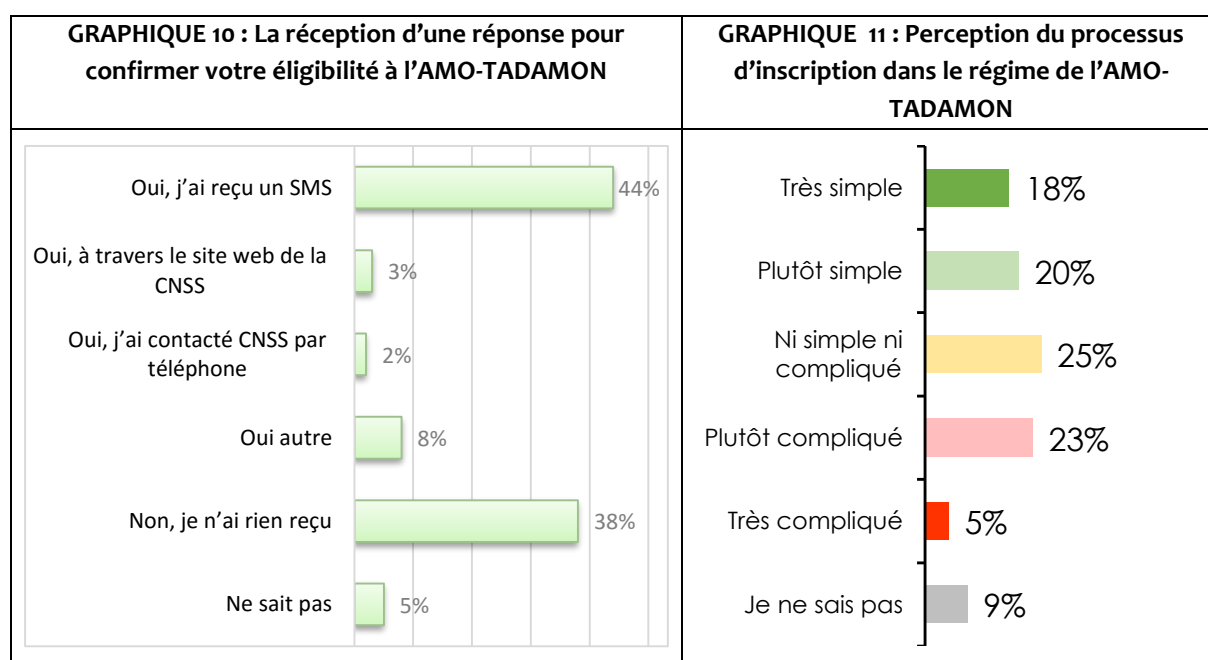 GRAPHIQUE 10 : La réception d’une réponse pour
confirmer votre éligibilité à l’AMO-TADAMON
GRAPHIQUE 11 : Perception du processus
d’inscription dans le régime de l’AMO-
TADAMON
Oui, j’ai reçu un SMS
44%
Oui, à travers le site web de la
CNSS
3%
Oui, j’ai contacté CNSS par
téléphone
2%
Oui autre
8%
Non, je n’ai rien reçu
38%
Ne sait pas
5%
Très simple
18%
Plutôt simple
20%
Ni simple ni
compliqué
25%
Plutôt compliqué
23%
Très compliqué
5%
Je ne sais pas
9%